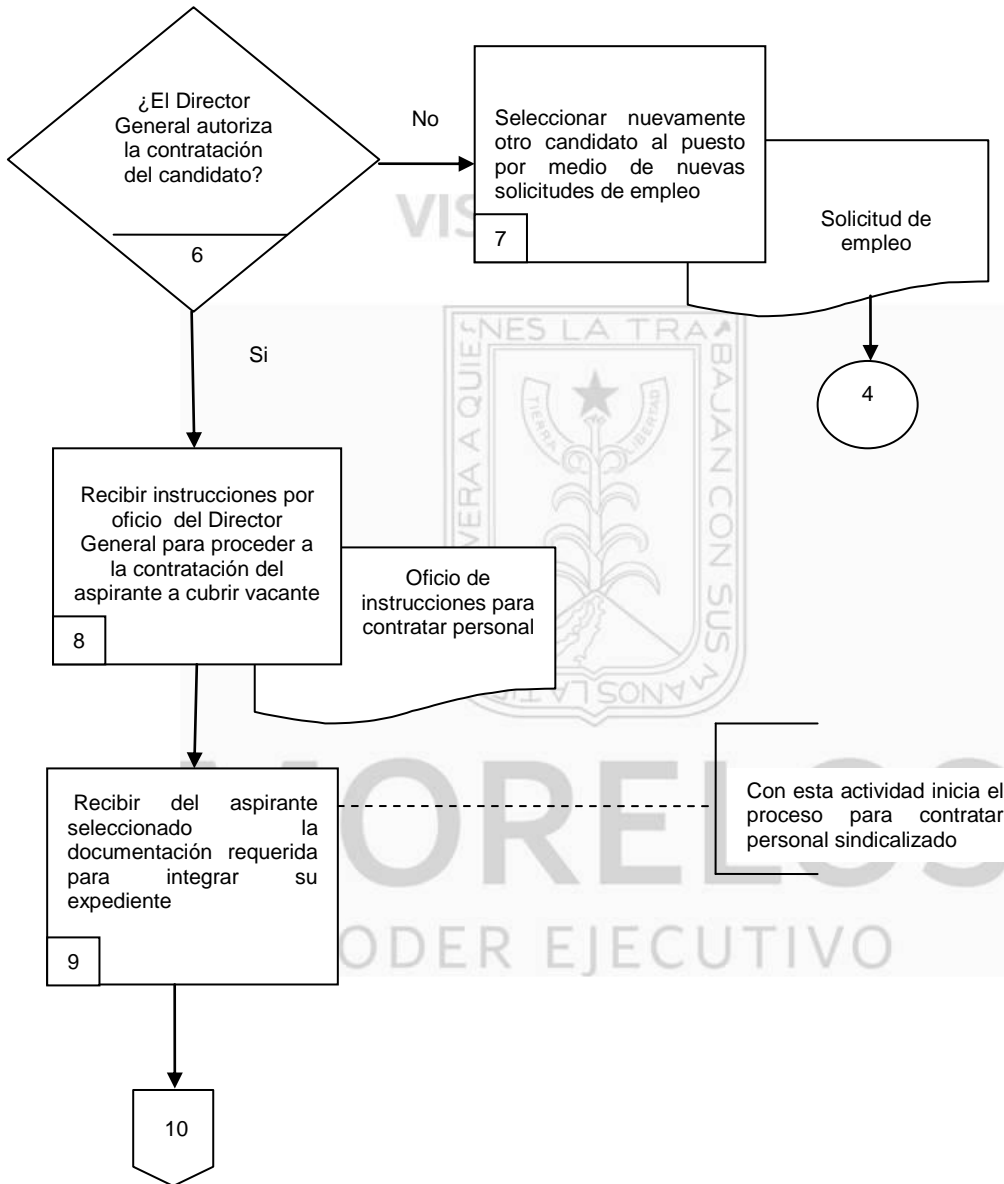 ¿El Director
General autoriza
la contratación
del candidato?
6
No
Seleccionar nuevamente
otro candidato al puesto
por medio de nuevas
solicitudes de empleo
7
Solicitud de
empleo
4
Si
Recibir instrucciones por
oficio del Director
General para proceder a
la contratación del
aspirante a cubrir vacante
8
Oficio de
instrucciones para
contratar personal
Recibir del aspirante
seleccionado la
documentación requerida
para integrar su
expediente
9
Con esta actividad inicia el
proceso para contratar
personal sindicalizado
10
NES LA TRA
BAJAN CON SUS
MANOS LA TI
VERA A QUIE
TIERRA
LIBERTAD
ORELOS
ODER EJECUTIVO